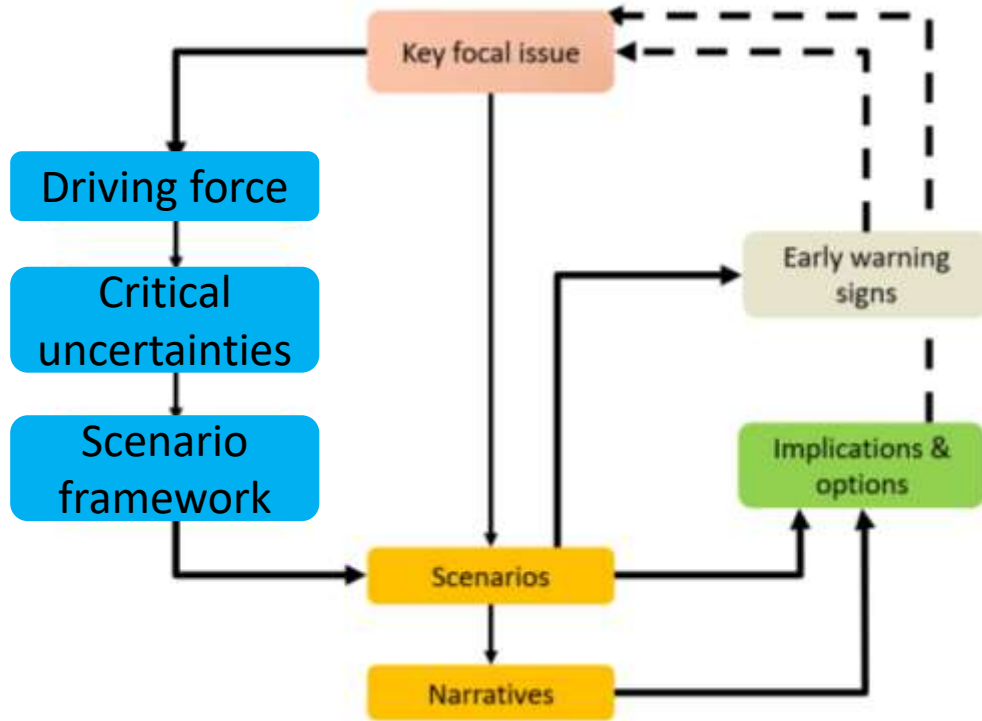 Key focal issue
Driving force
Critical
uncertainties
Scenario
framework
Early warning
signs
Implications &
options
Scenarios
Narratives